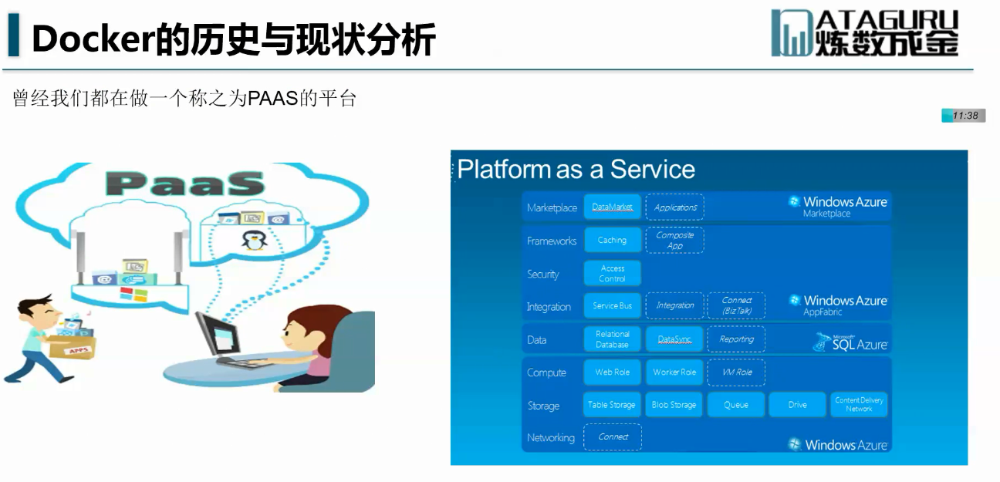 Docker的历史与现状分析
ATAGURU
炼数成金
曾经我们都在做一个称之为PAAS的平台
11:38
PaaS
APPS
Platform as a Service
Marketplace DataMarket Applications Windows Azure
Marketplace
Frameworks Caching Composite App
Security Access Control
Integration Service Bus Integration Connect (BizTalk) Windows Azure
AppFabric
Data Relational Database DataSync Reporting Microsoft SQL Azure
Compute Web Role Worker Role VM Role
Storage Table Storage Blob Storage Queue Drive Content Delivery Network
Networking Connect Windows Azure